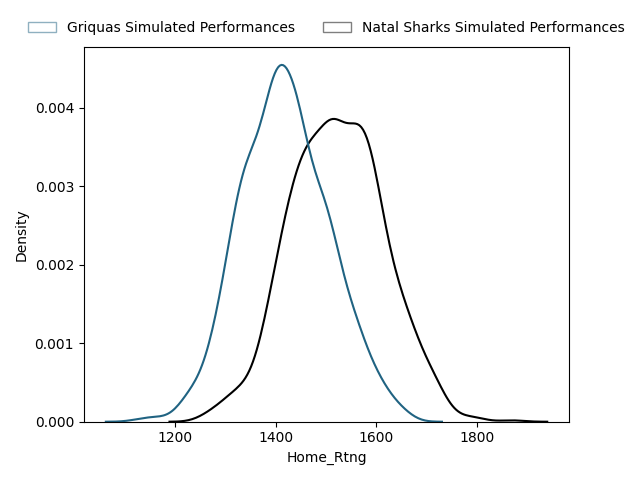 Griquas Simulated Performances
Natal Sharks Simulated Performances
0.004
0.003
0.002
0.001
0.000
Density
1200
1400
1600
1800
Home_Rtng